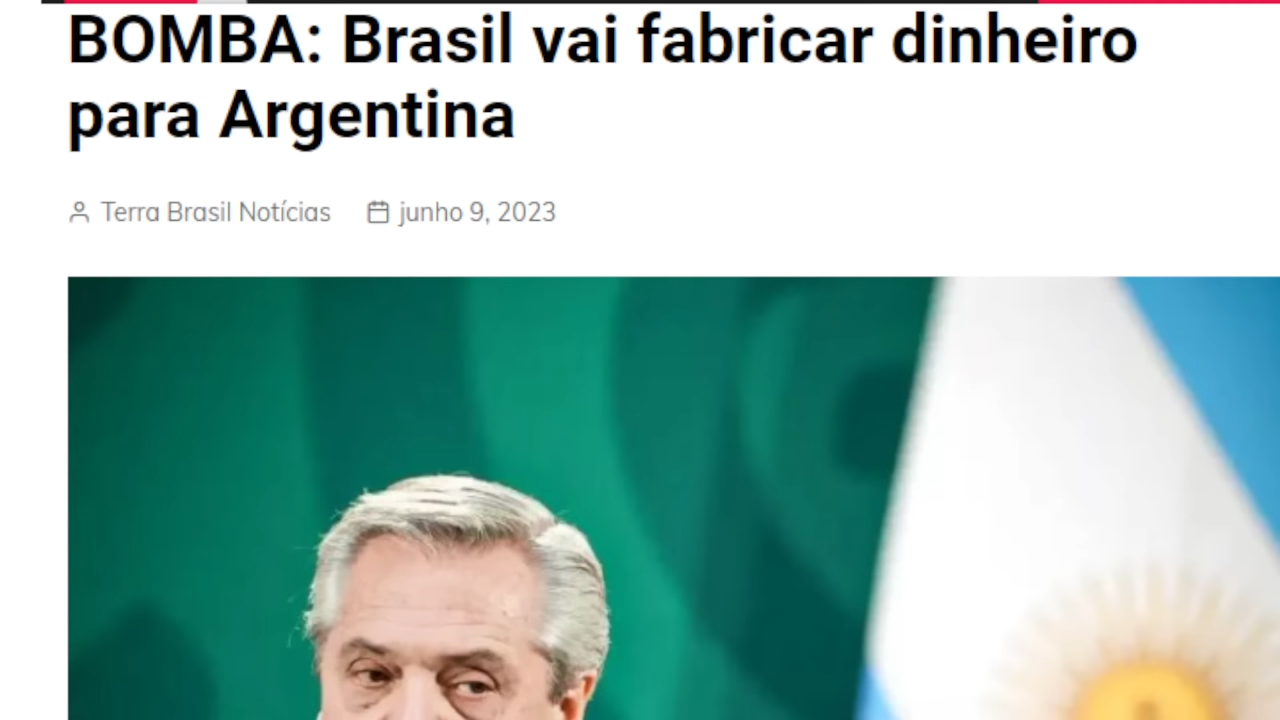 BOMBA: Brasil vai fabricar dinheiro
para Argentina
Terra Brasil Notícias junho 9, 2023